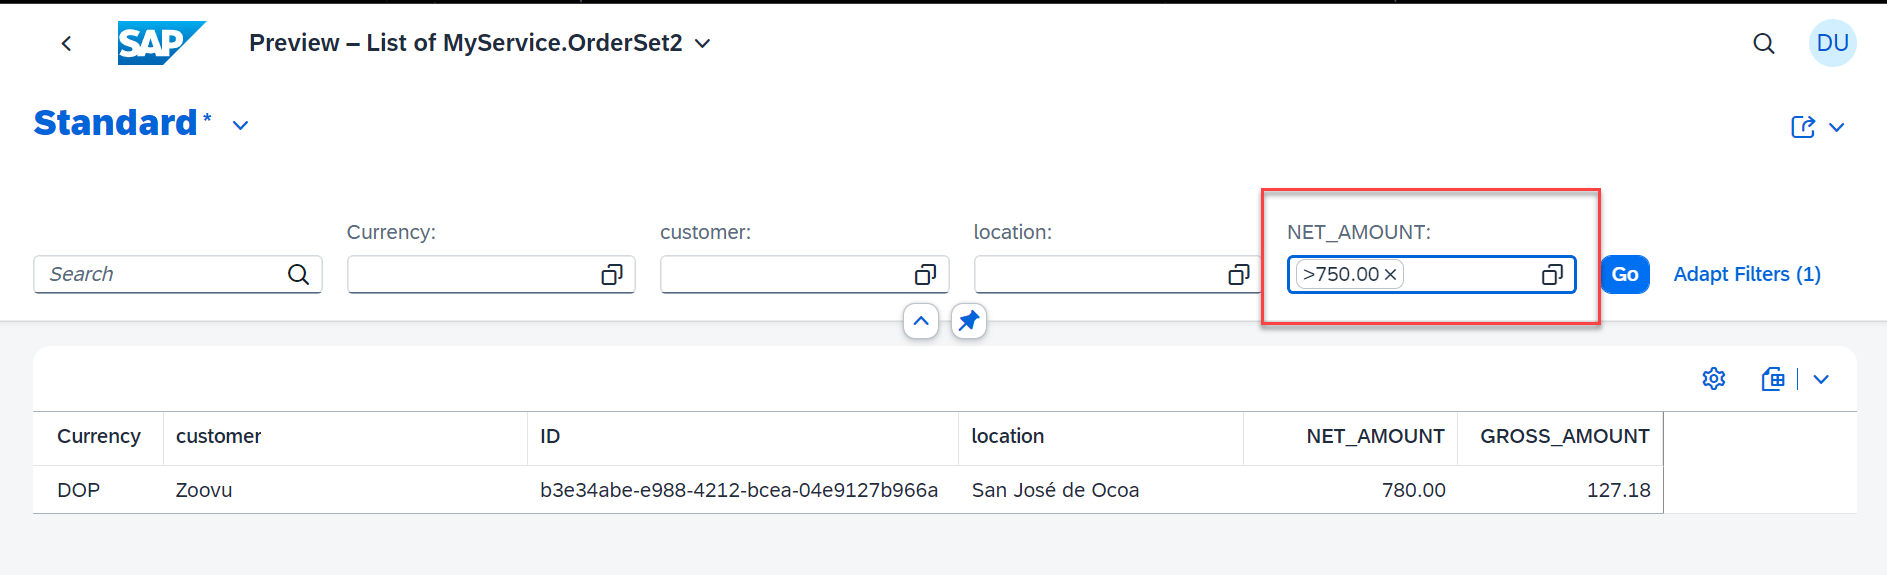 SAP Preview – List of MyService.OrderSet2 DU
Standard *
Currency: customer: location: NET_AMOUNT:
Search >750.00 Go Adapt Filters (1)
Currency customer ID location NET_AMOUNT GROSS_AMOUNT
DOP Zoovu b3e34abe-e988-4212-bcea-04e9127b966a San José de Ocoa 780.00 127.18